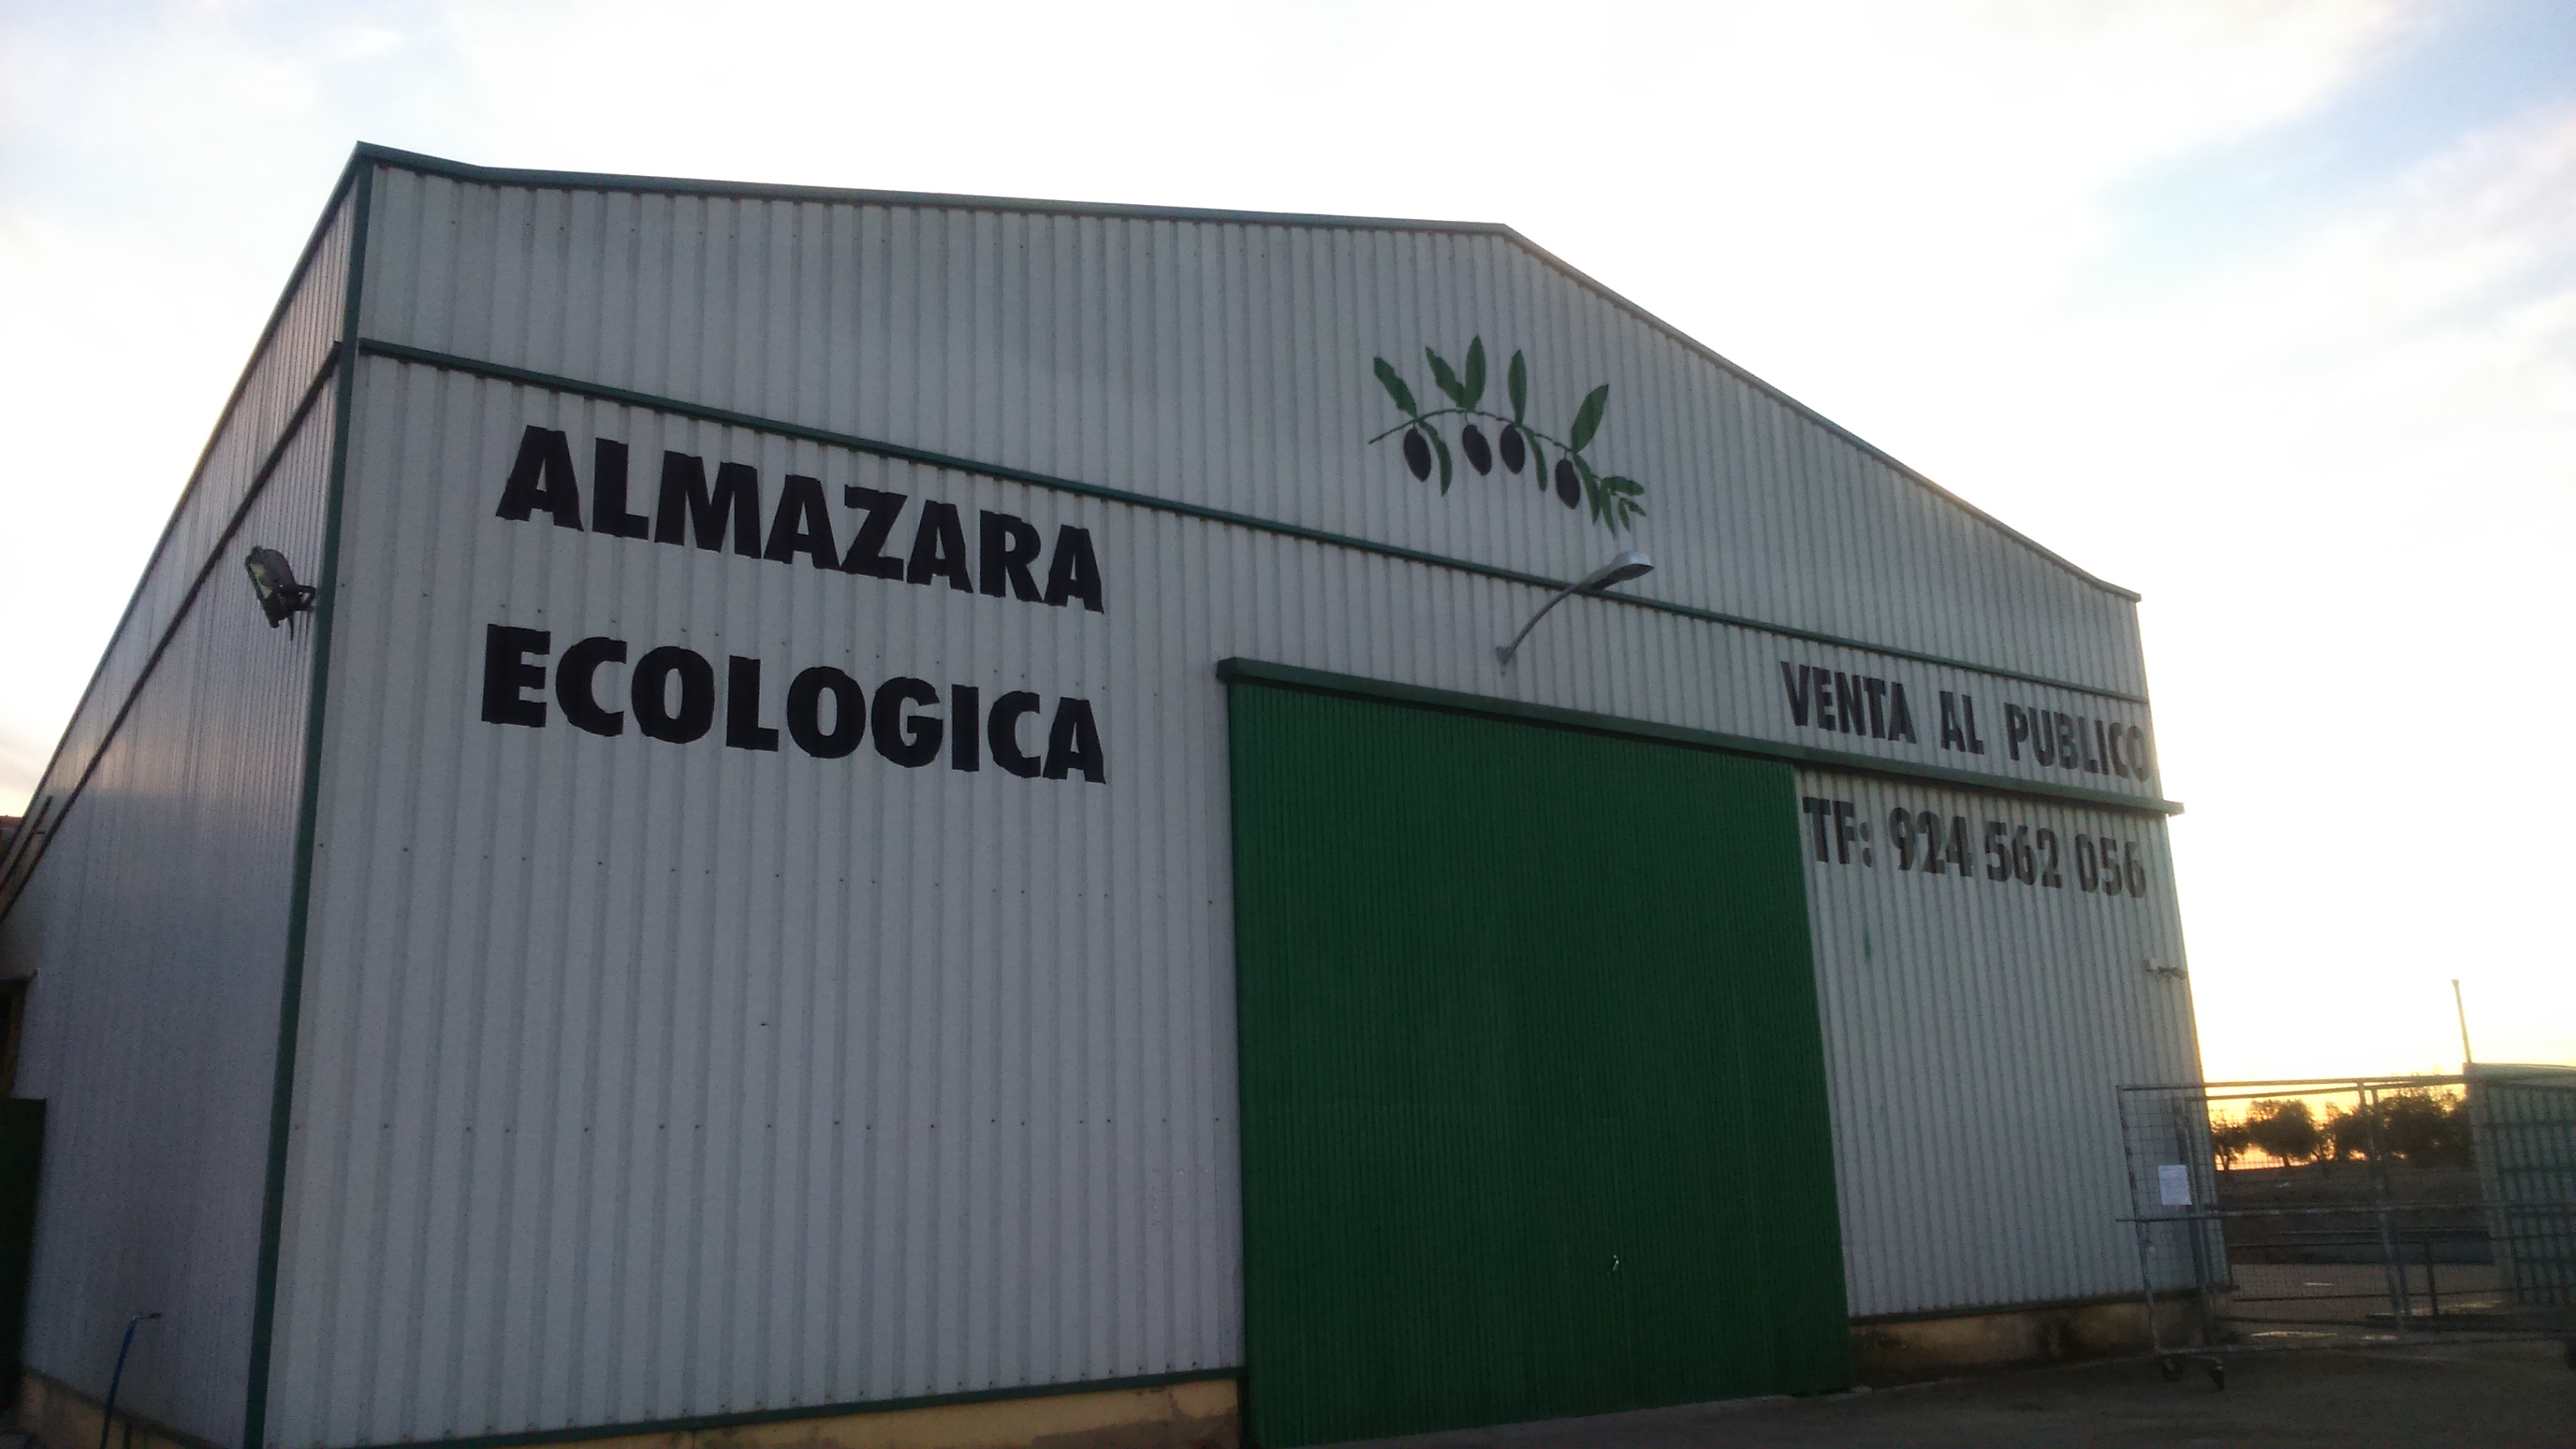 ALMAZARA
ECOLOGICA
VENTA AL PUBLICO
TF: 924 562 056